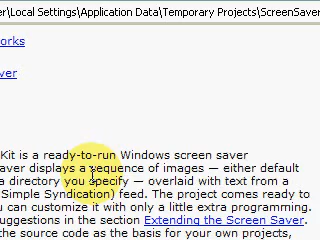 er\Local Settings\Application Data\Temporary Projects\ScreenSaver
orks
ver
Kit is a ready-to-run Windows screen saver
aver displays a sequence of images — either default
a directory you specify — overlaid with text from a
Simple Syndication) feed. The project comes ready to
u can customize it with only a little extra programming.
uggestions in the section Extending the Screen Saver.
the source code as the basis for your own projects,